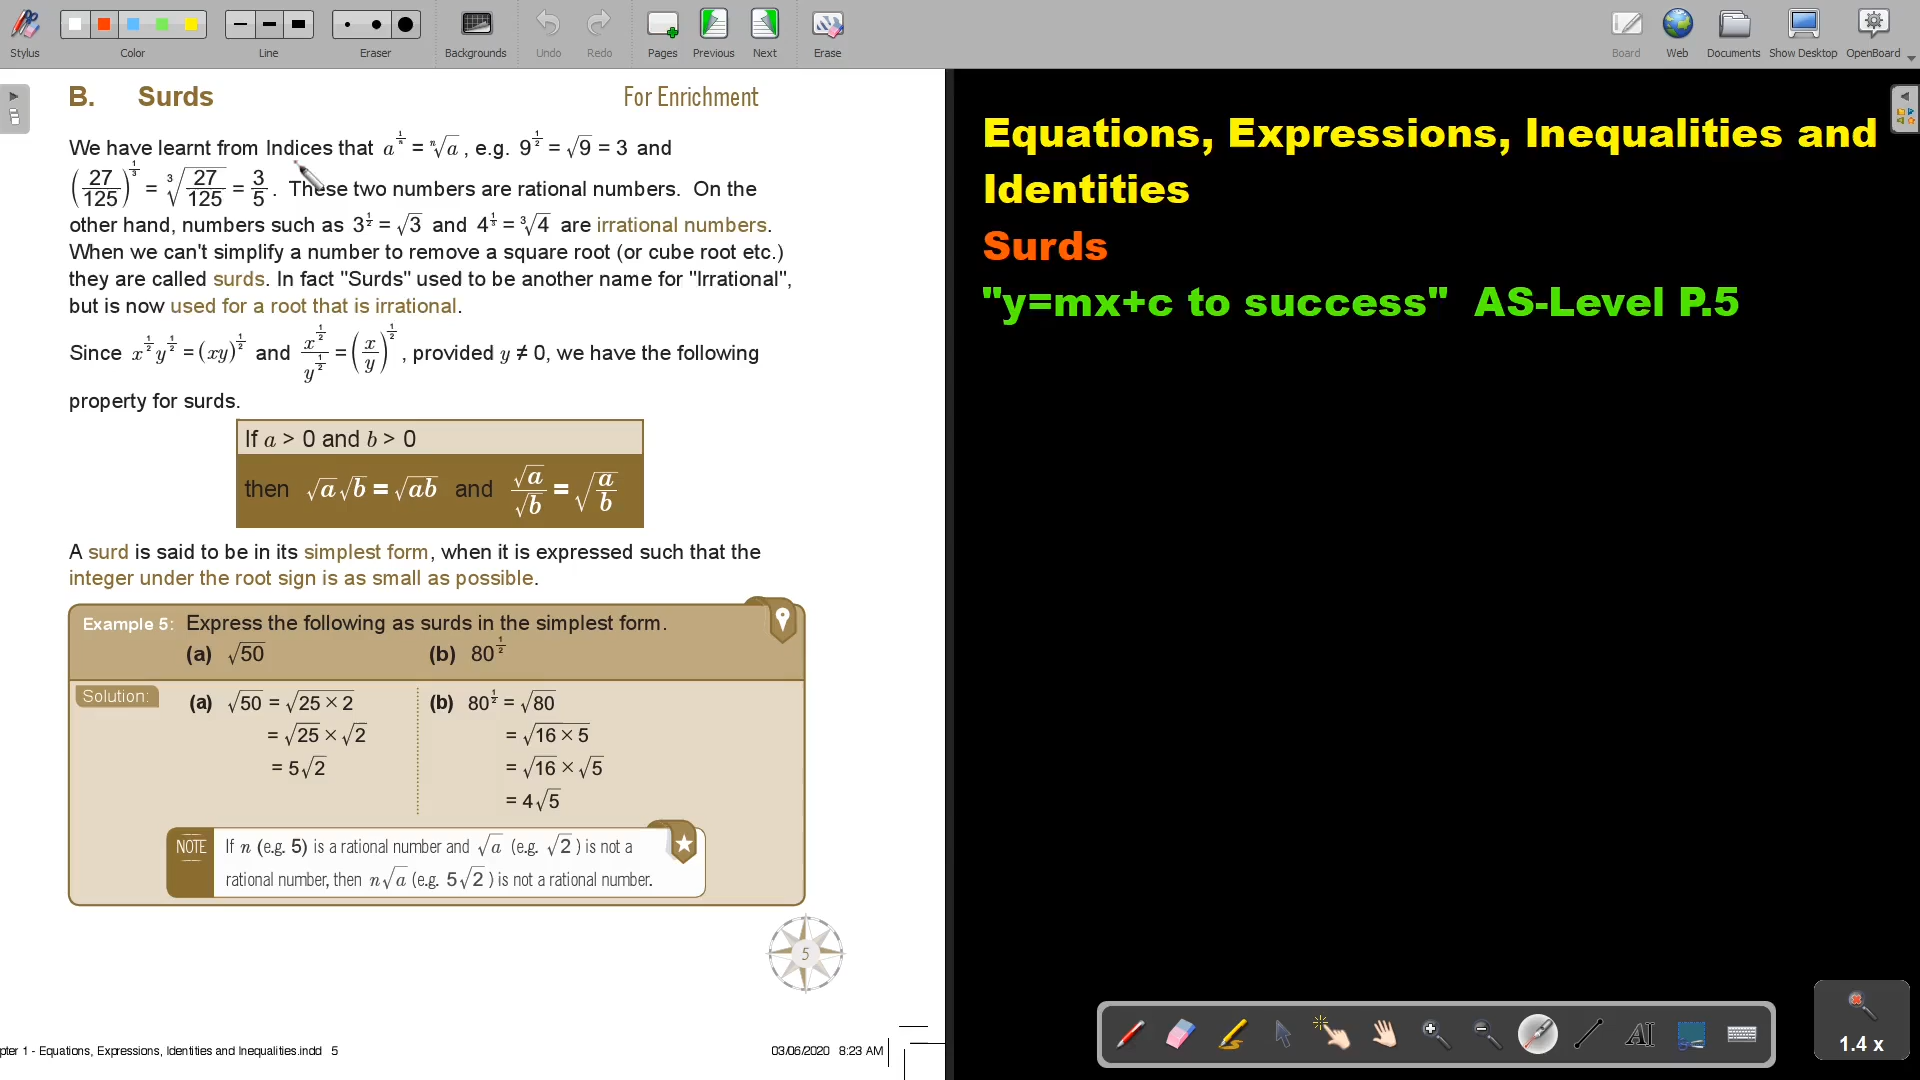 Stylus Color Line Eraser Backgrounds Undo Redo Pages Previous Next Erase Board Web Documents Show Desktop OpenBoard
B. Surds For Enrichment
We have learnt from Indices that a^(1/n) = ⁿ√a , e.g. 9^(1/2) = √9 = 3 and
(27/125)^(1/3) = ³√(27/125) = 3/5 . These two numbers are rational numbers. On the
other hand, numbers such as 3^(1/2) = √3 and 4^(1/3) = ³√4 are irrational numbers.
When we can't simplify a number to remove a square root (or cube root etc.)
they are called surds. In fact "Surds" used to be another name for "Irrational",
but is now used for a root that is irrational.
Since x^(1/2) y^(1/2) = (xy)^(1/2) and x^(1/2)/y^(1/2) = (x/y)^(1/2) , provided y ≠ 0, we have the following
property for surds.
If a > 0 and b > 0
then √a√b = √ab and √a/√b = √(a/b)
A surd is said to be in its simplest form, when it is expressed such that the
integer under the root sign is as small as possible.
Example 5: Express the following as surds in the simplest form.
(a) √50 (b) 80^(1/2)
Solution: (a) √50 = √(25 × 2)
= √25 × √2
= 5√2
(b) 80^(1/2) = √80
= √(16 × 5)
= √16 × √5
= 4√5
NOTE If n (e.g. 5) is a rational number and √a (e.g. √2 ) is not a
rational number, then n√a (e.g. 5√2 ) is not a rational number.
5
pter 1 - Equations, Expressions, Identities and Inequalities.indd 5 03/06/2020 8:23 AM
Equations, Expressions, Inequalities and
Identities
Surds
"y=mx+c to success" AS-Level P.5
AI
1.4 x